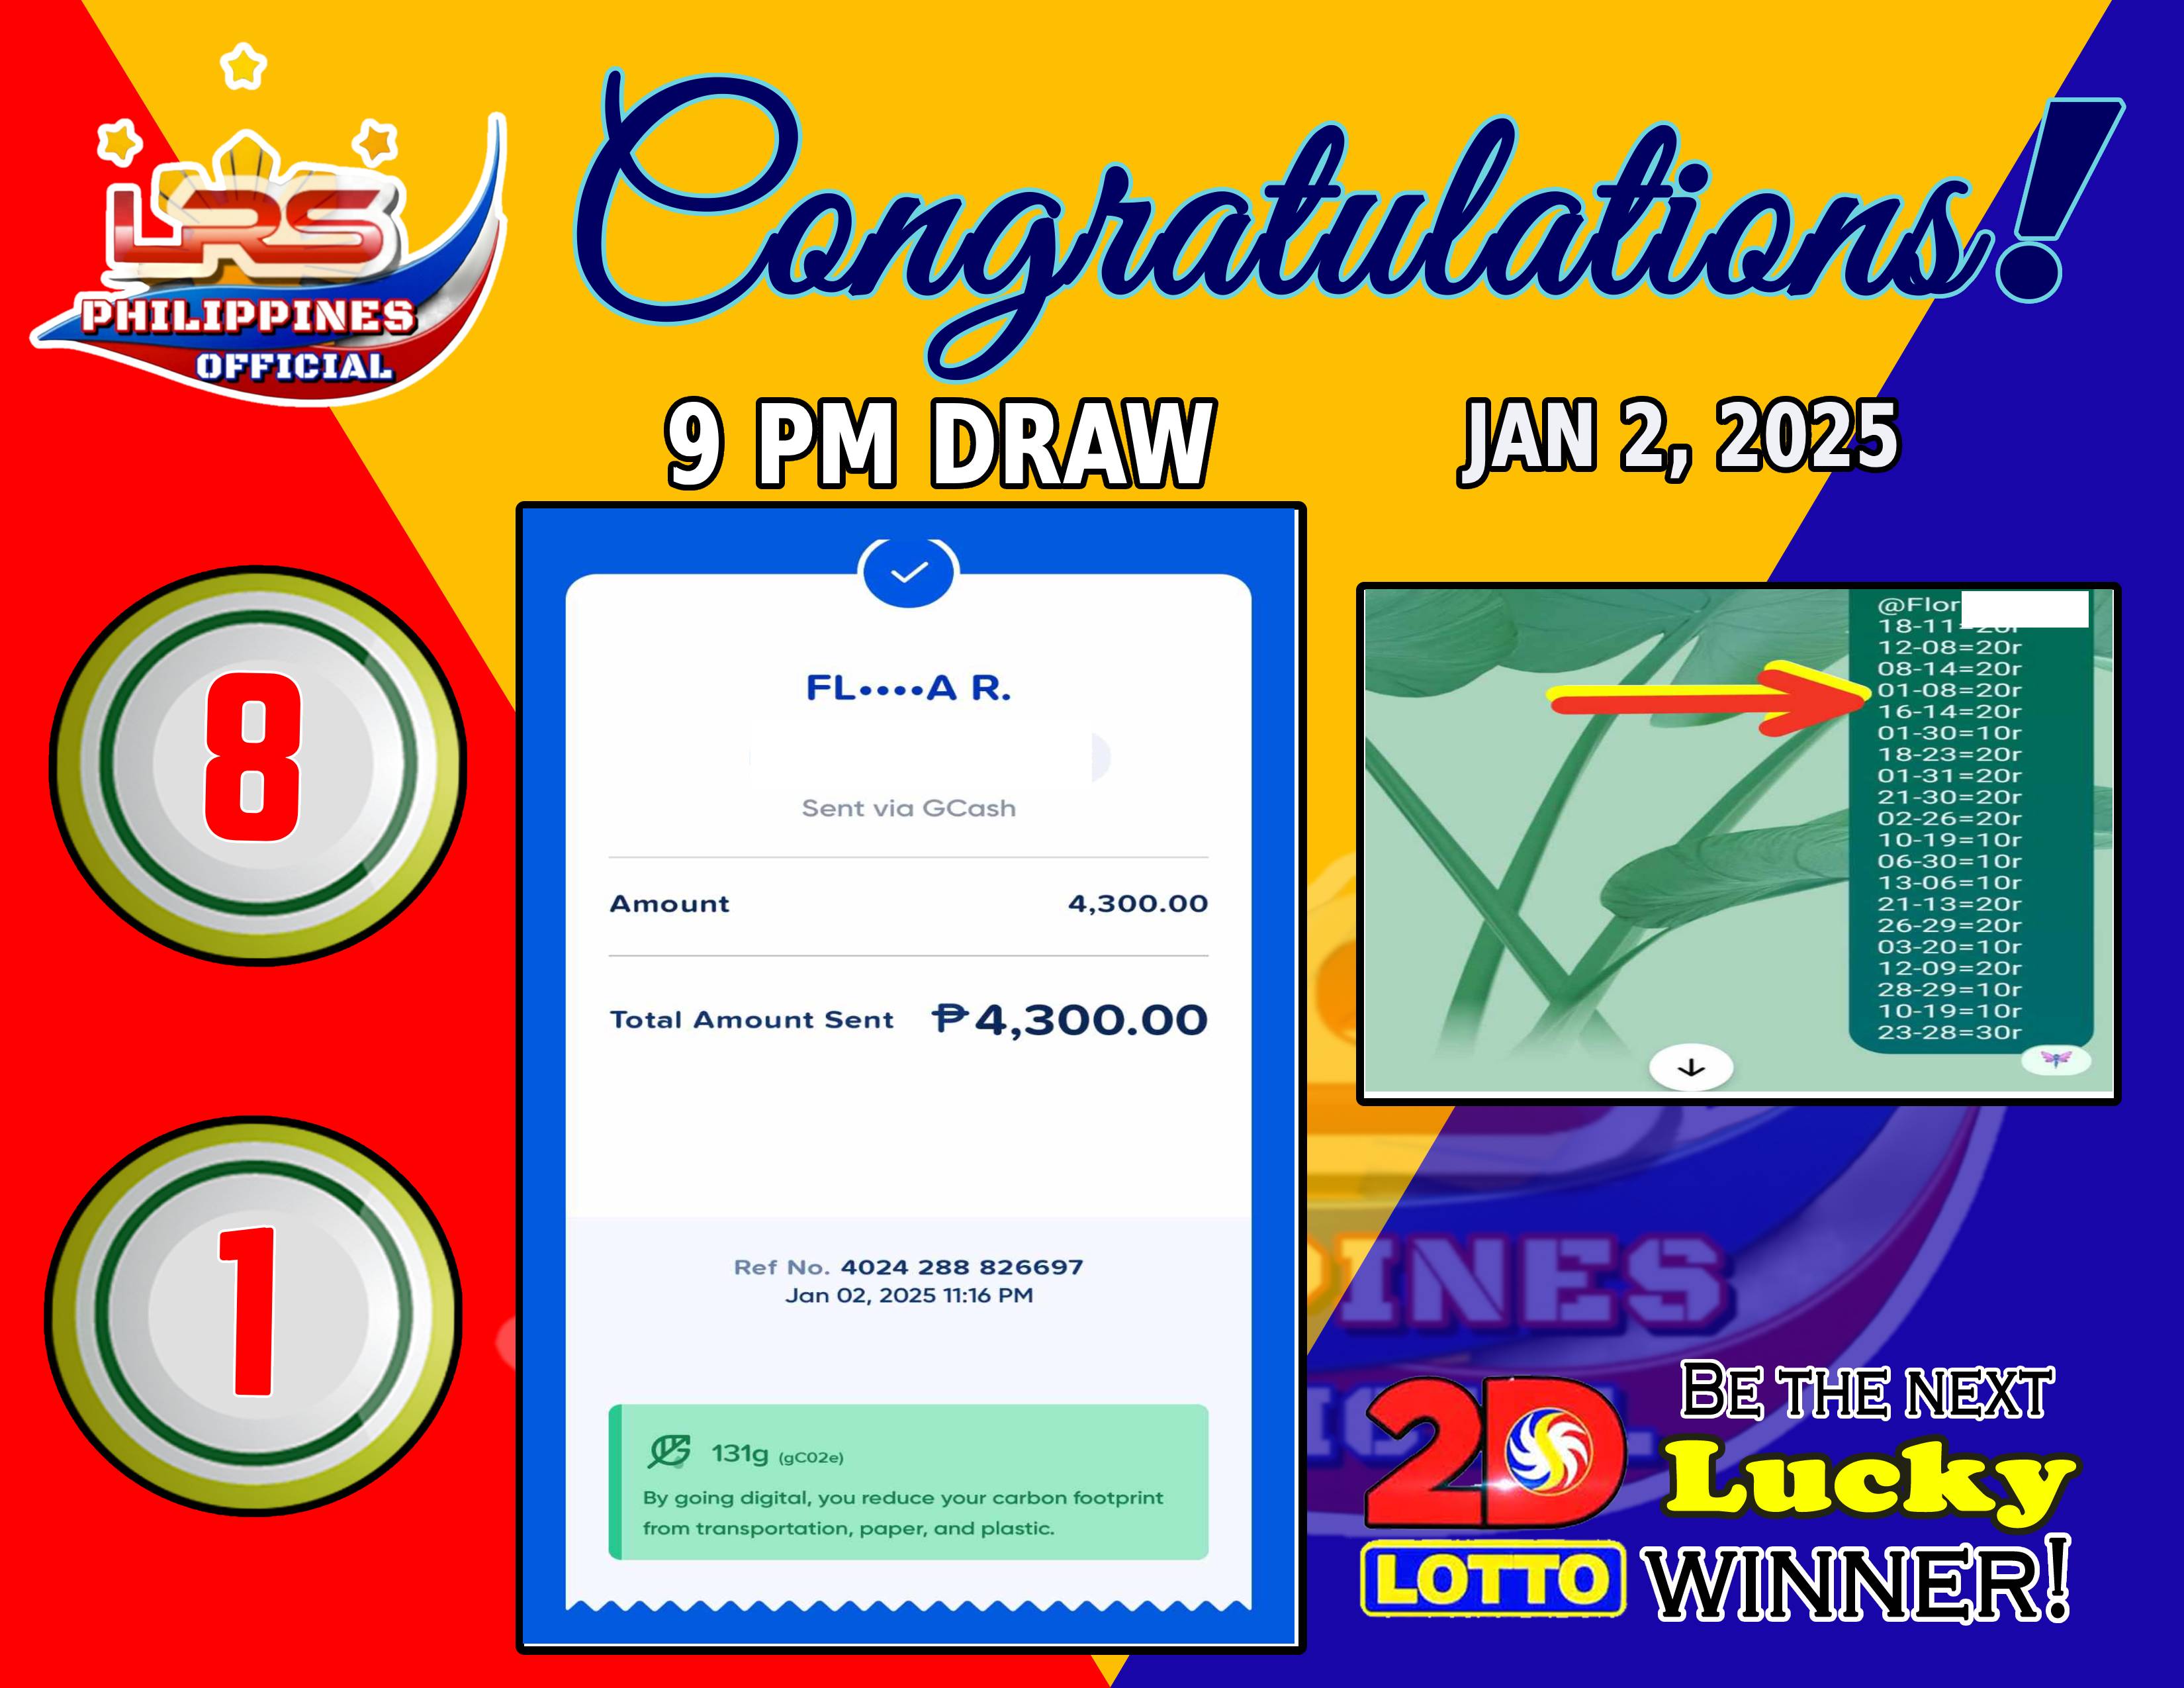 LRS
PHILIPPINES
OFFICIAL
Congratulations!
9 PM DRAW
JAN 2, 2025
8
1
FL••••A R.
Sent via GCash
Amount 4,300.00
Total Amount Sent ₱4,300.00
Ref No. 4024 288 826697
Jan 02, 2025 11:16 PM
131g (gC02e)
By going digital, you reduce your carbon footprint
from transportation, paper, and plastic.
@Flor
18-11=20r
12-08=20r
08-14=20r
01-08=20r
16-14=20r
01-30=10r
18-23=20r
01-31=20r
21-30=20r
02-26=20r
10-19=10r
06-30=10r
13-06=10r
21-13=20r
26-29=20r
03-20=10r
12-09=20r
28-29=10r
10-19=10r
23-28=30r
PINES
2D
LOTTO
BE THE NEXT
Lucky
WINNER!